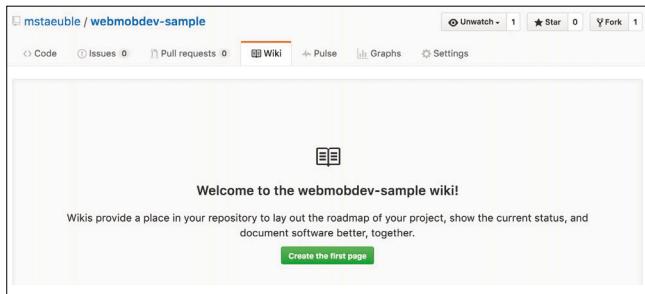 mstaeuble / webmobdev-sample
Unwatch 1 Star 0 Fork 1
Code Issues 0 Pull requests 0 Wiki Pulse Graphs Settings
Welcome to the webmobdev-sample wiki!
Wikis provide a place in your repository to lay out the roadmap of your project, show the current status, and
document software better, together.
Create the first page